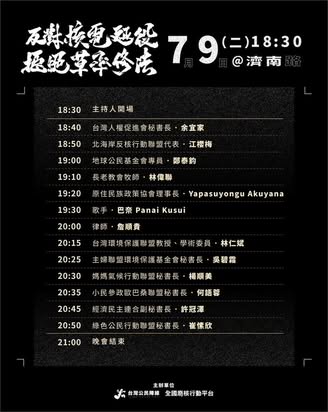 反對核電延役
拒絕草率修法
7月9日(二)18:30
@濟南路
18:30 主持人開場
18:40 台灣人權促進會秘書長・余宜家
18:50 北海岸反核行動聯盟代表・江櫻梅
19:00 地球公民基金會專員・鄭泰鈞
19:10 長老教會牧師・林偉聯
19:20 原住民族政策協會理事長・Yapasuyongu Akuyana
19:30 歌手・巴奈 Panai Kusui
20:00 律師・詹順貴
20:15 台灣環境保護聯盟教授、學術委員・林仁斌
20:25 主婦聯盟環境保護基金會秘書長・吳碧霜
20:30 媽媽氣候行動聯盟秘書長・楊順美
20:35 小民參政歐巴桑聯盟秘書長・何語蓉
20:45 經濟民主連合副秘書長・許冠澤
20:50 綠色公民行動聯盟秘書長・崔愫欣
21:00 晚會結束
主辦單位
台灣公民陣線 全國廢核行動平台